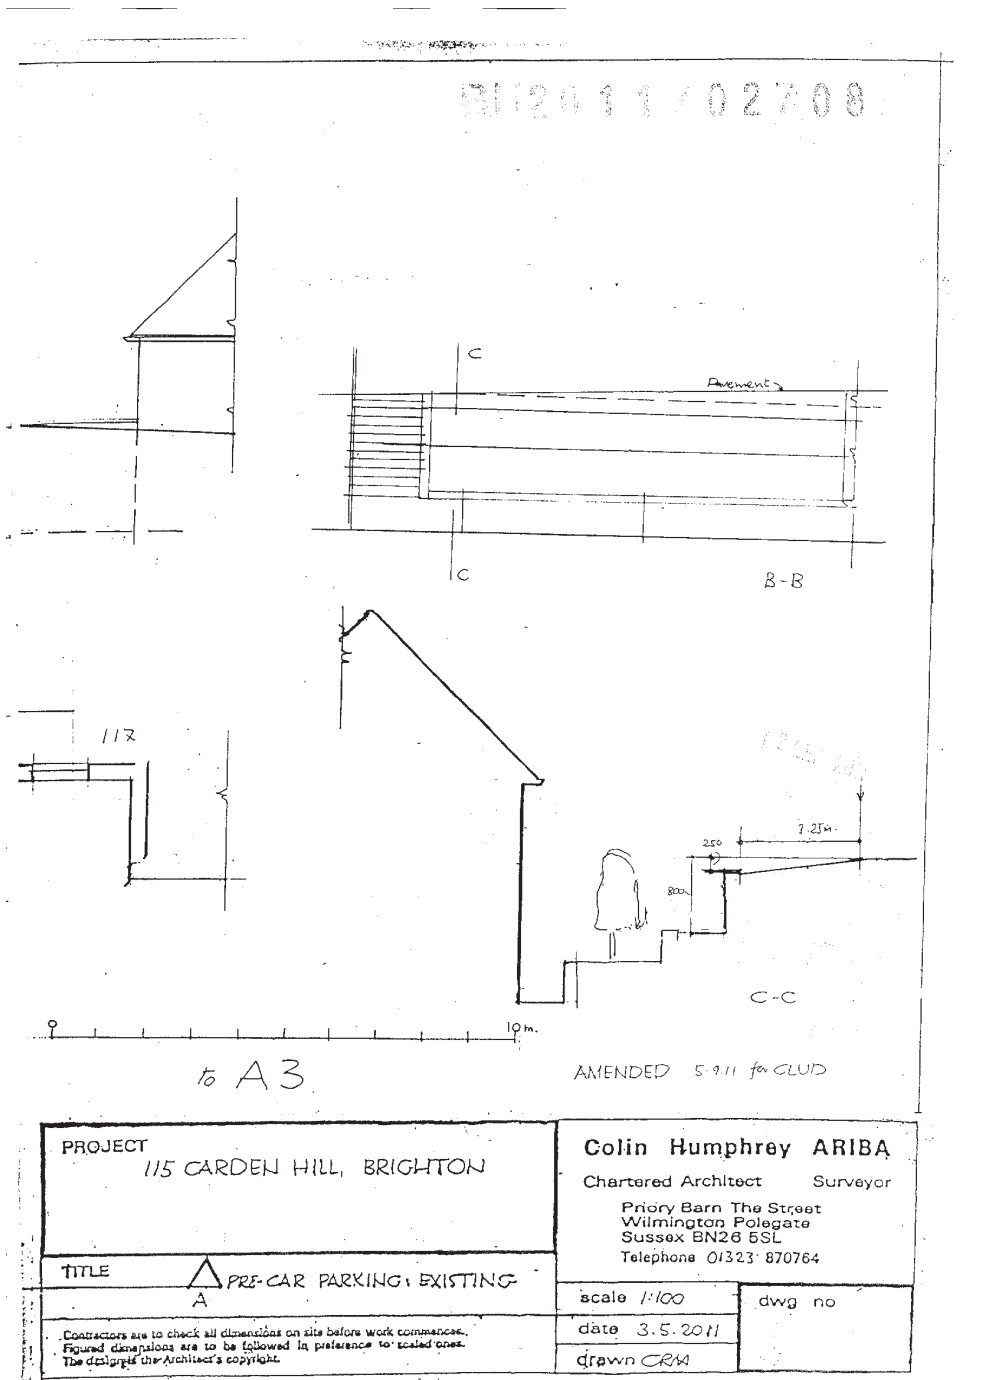 BH2011/02708
C
Pavement
C
B-B
117
3.25m.
250
800
C-C
0
10m.
to A3
AMENDED 5.9.11 for CLUD
PROJECT
115 CARDEN HILL, BRIGHTON
TITLE
PRE-CAR PARKING: EXISTING
A
Contractors are to check all dimensions on site before work commences.
Figured dimensions are to be followed in preference to scaled ones.
The design is the Architect's copyright.
Colin Humphrey ARIBA
Chartered Architect Surveyor
Priory Barn The Street
Wilmington Polegate
Sussex BN26 5SL
Telephone 01323 870764
scale 1:100
date 3.5.2011
drawn CRM
dwg no